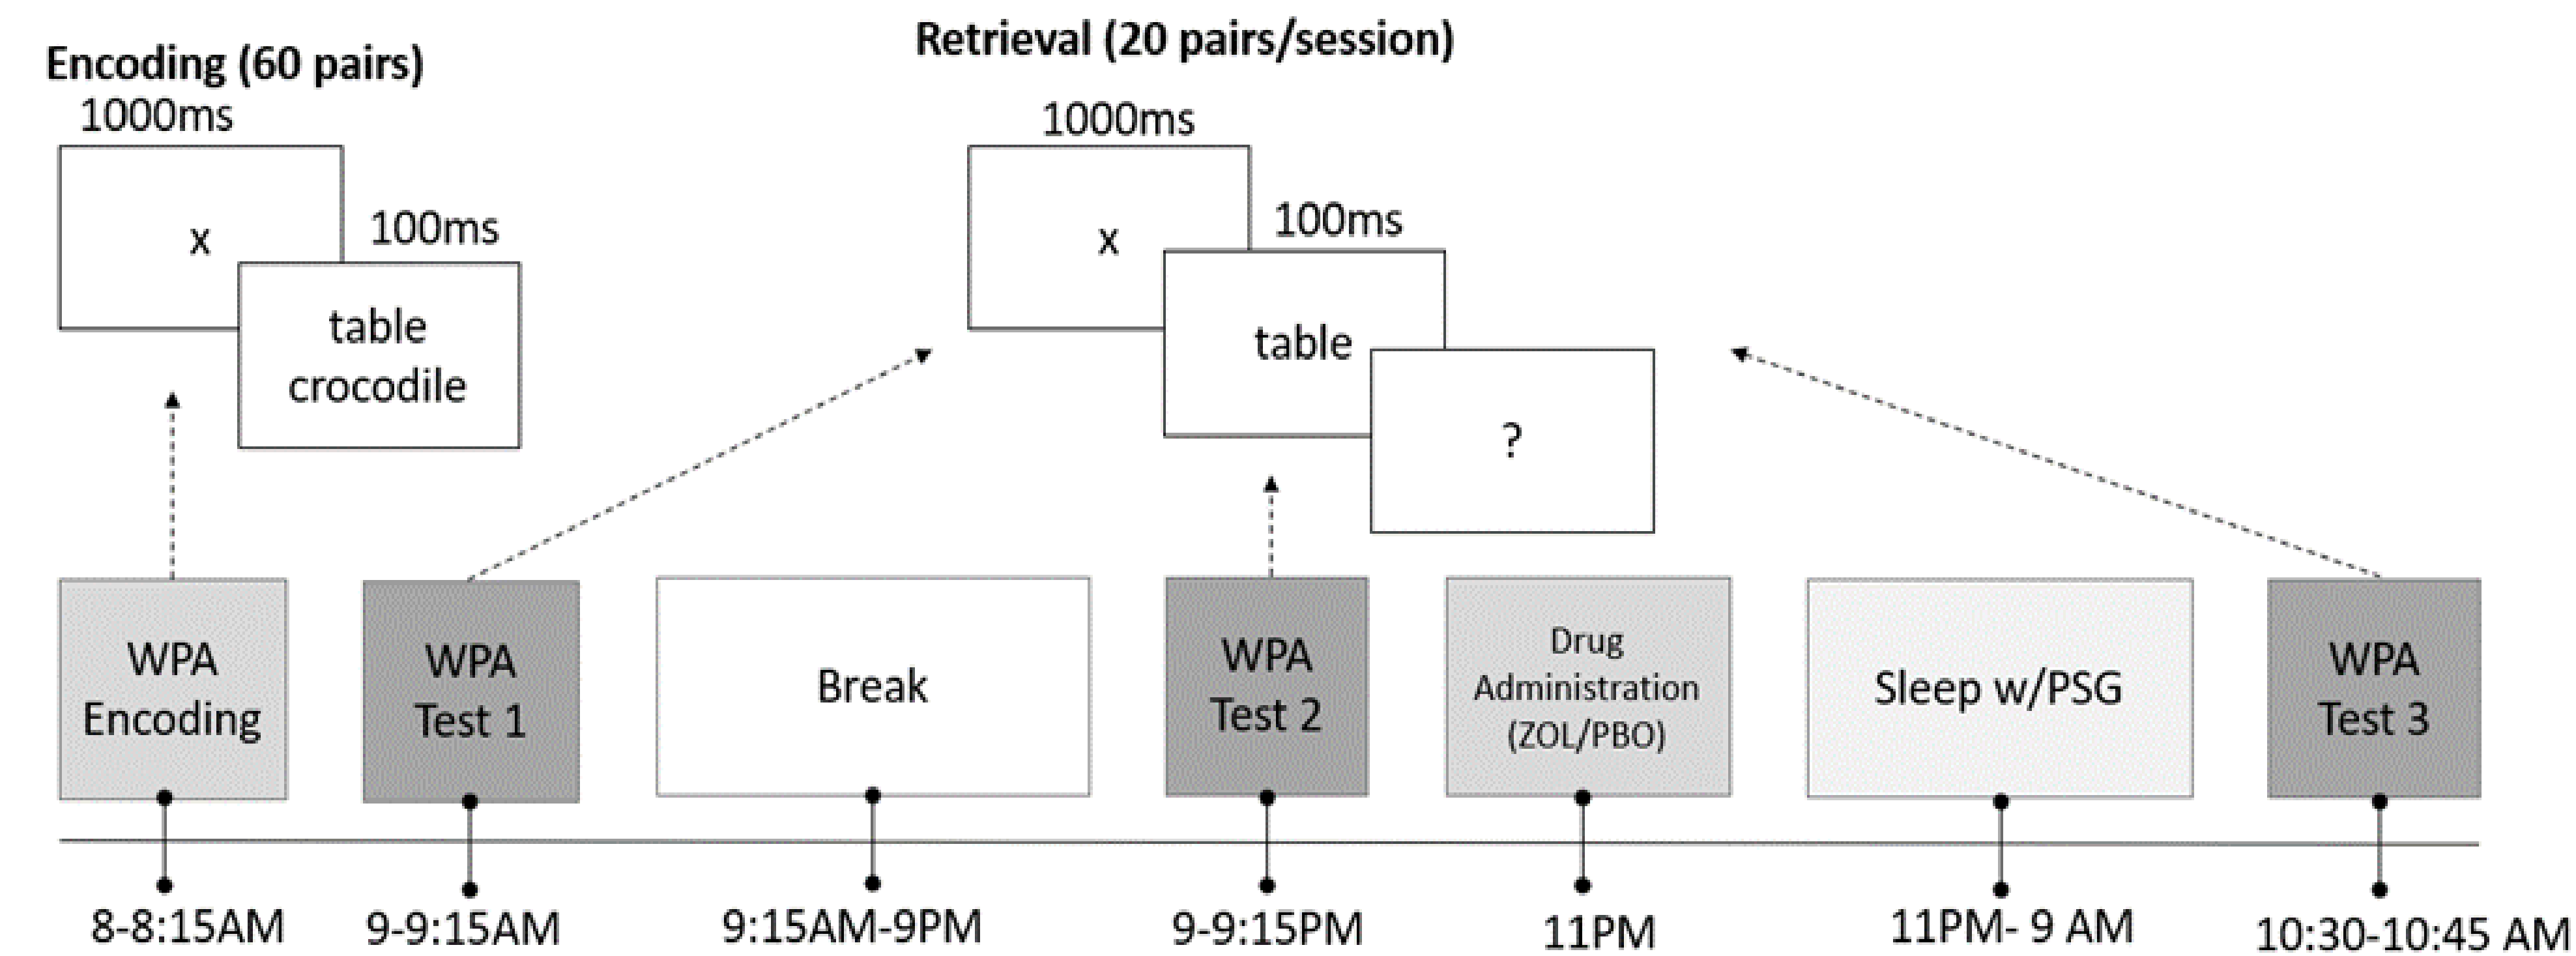 Encoding (60 pairs)
1000ms
x
100ms
table
crocodile
Retrieval (20 pairs/session)
1000ms
x
100ms
table
?
WPA
Encoding
WPA
Test 1
Break
WPA
Test 2
Drug
Administration
(ZOL/PBO)
Sleep w/PSG
WPA
Test 3
8-8:15AM
9-9:15AM
9:15AM-9PM
9-9:15PM
11PM
11PM- 9 AM
10:30-10:45 AM